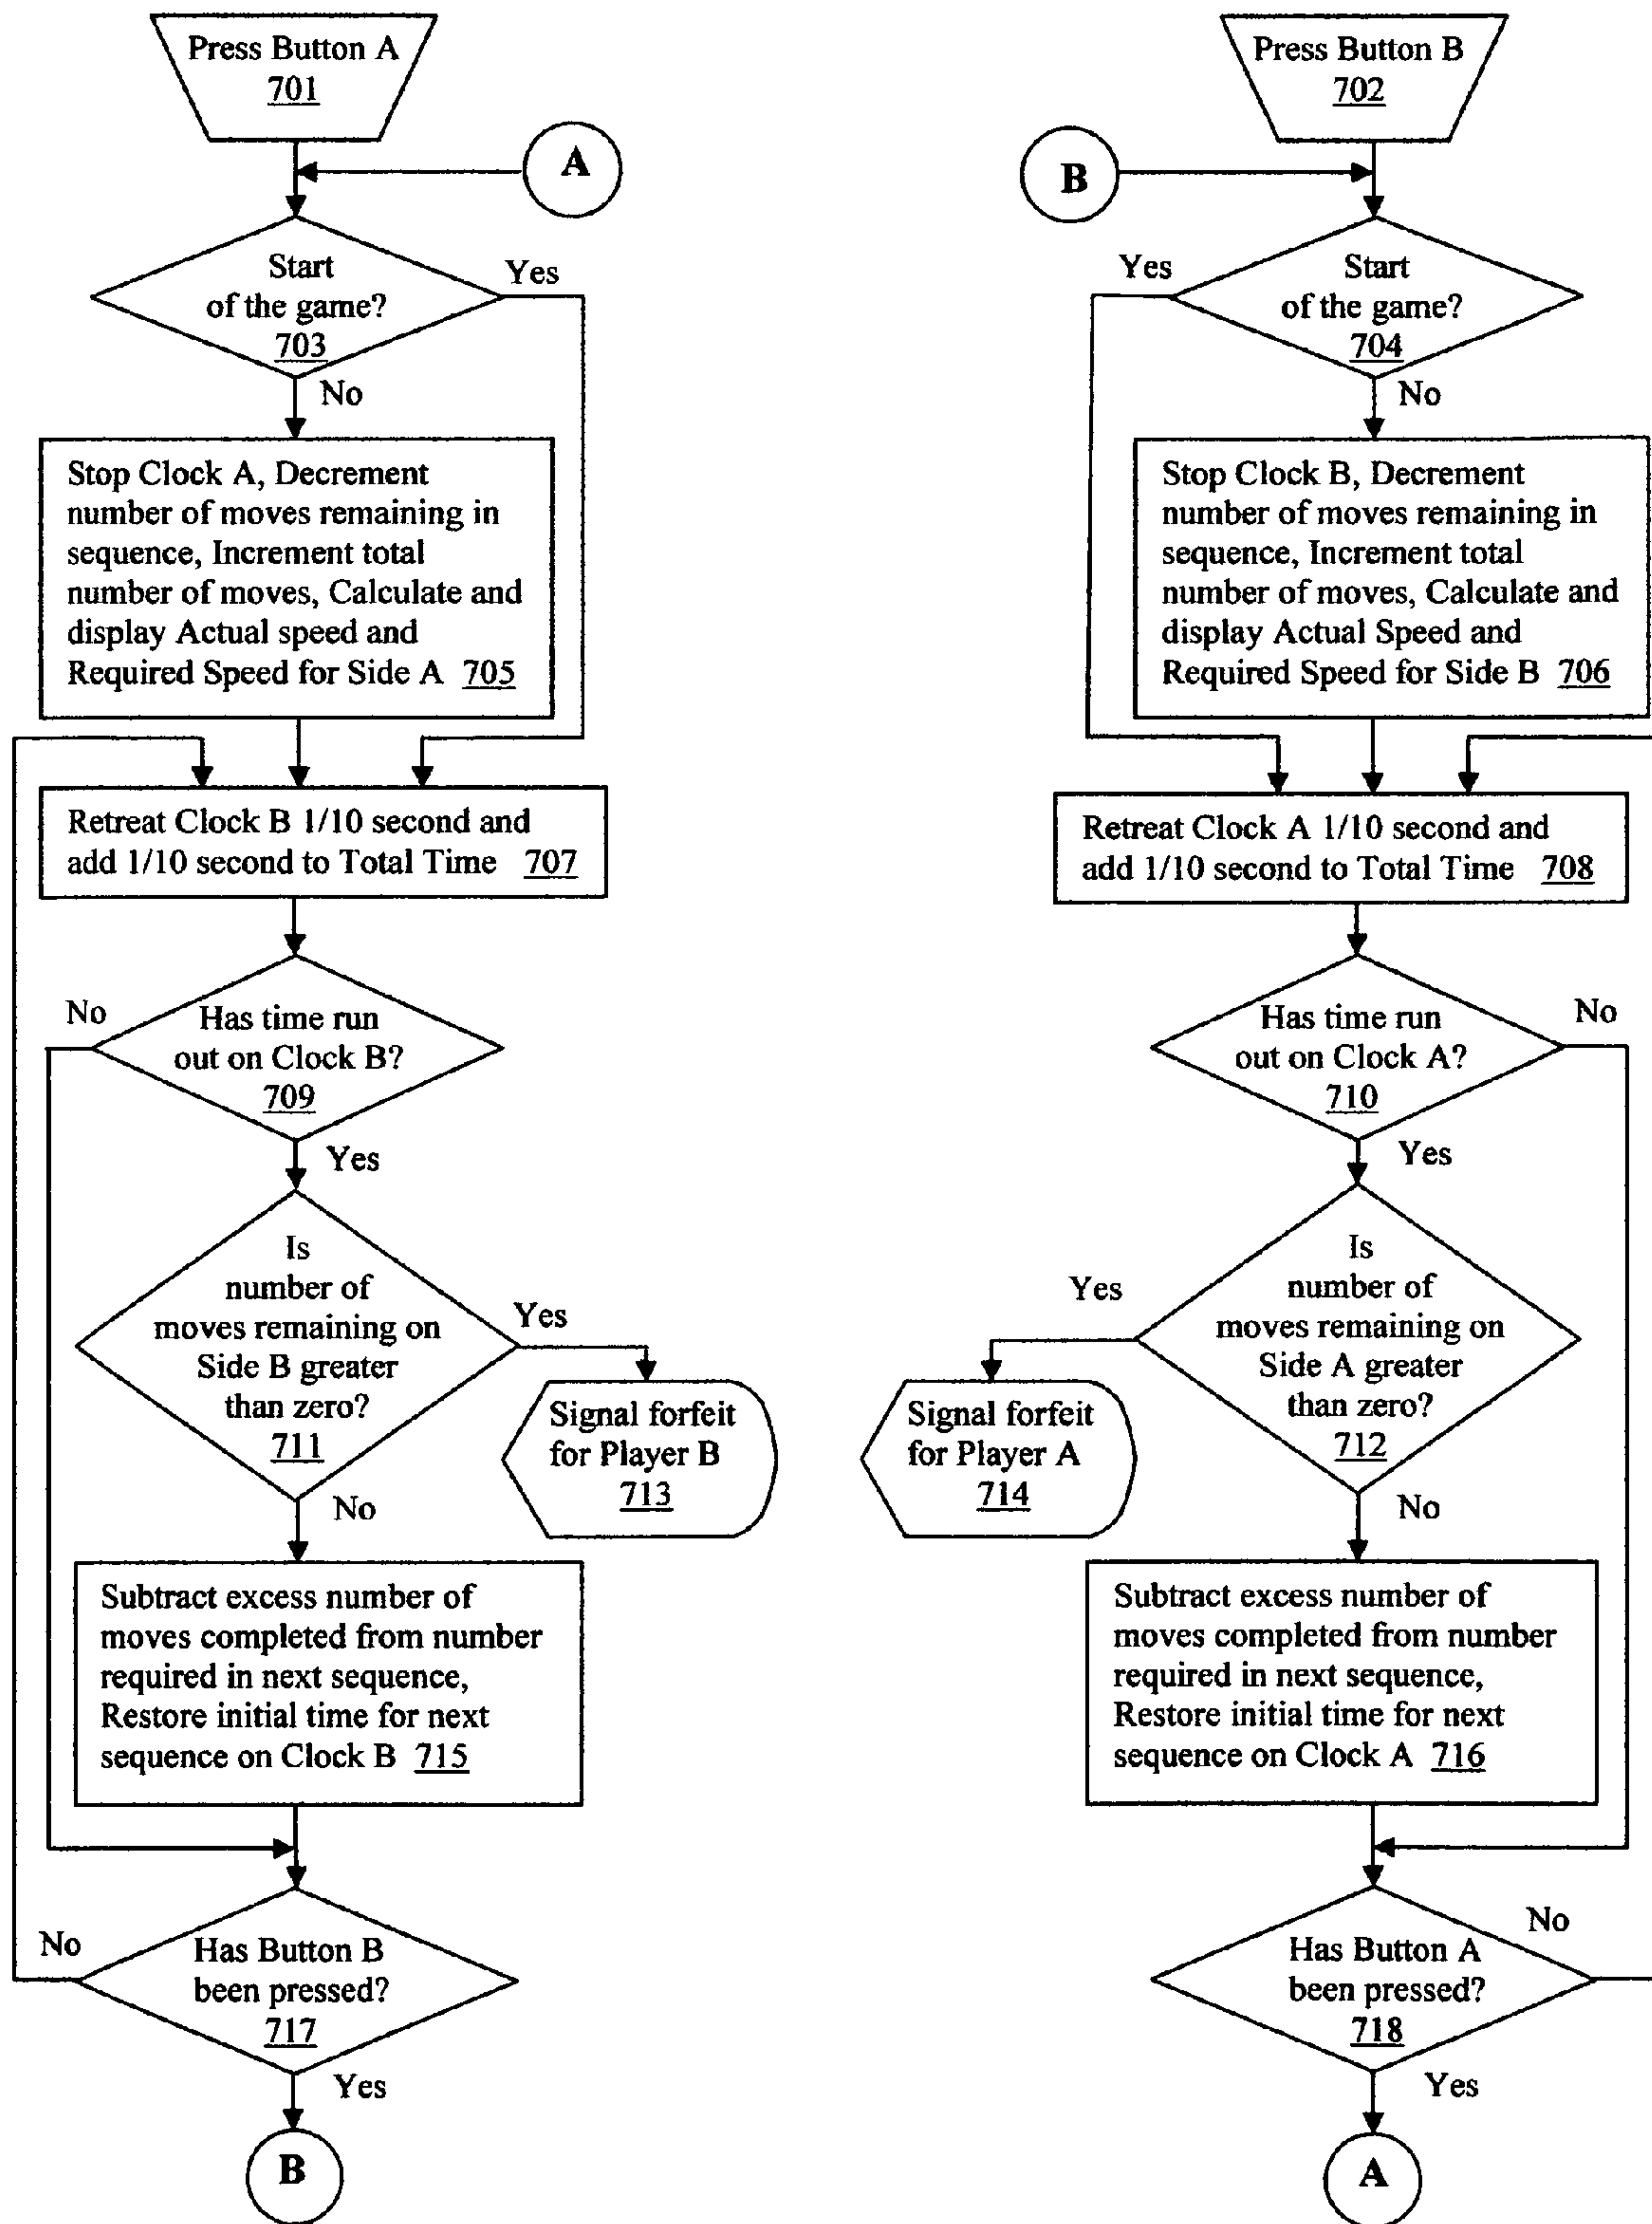 Press Button A
701
A
Start
of the game?
703
Yes
No
Stop Clock A, Decrement
number of moves remaining in
sequence, Increment total
number of moves, Calculate and
display Actual speed and
Required Speed for Side A 705
Retreat Clock B 1/10 second and
add 1/10 second to Total Time 707
No
Has time run
out on Clock B?
709
Yes
Is
number of
moves remaining on
Side B greater
than zero?
711
Yes
Signal forfeit
for Player B
713
No
Subtract excess number of
moves completed from number
required in next sequence,
Restore initial time for next
sequence on Clock B 715
No
Has Button B
been pressed?
717
Yes
B
Press Button B
702
B
Yes
Start
of the game?
704
No
Stop Clock B, Decrement
number of moves remaining in
sequence, Increment total
number of moves, Calculate and
display Actual Speed and
Required Speed for Side B 706
Retreat Clock A 1/10 second and
add 1/10 second to Total Time 708
Has time run
out on Clock A?
710
No
Yes
Is
number of
moves remaining on
Side A greater
than zero?
712
Yes
Signal forfeit
for Player A
714
No
Subtract excess number of
moves completed from number
required in next sequence,
Restore initial time for next
sequence on Clock A 716
No
Has Button A
been pressed?
718
Yes
A